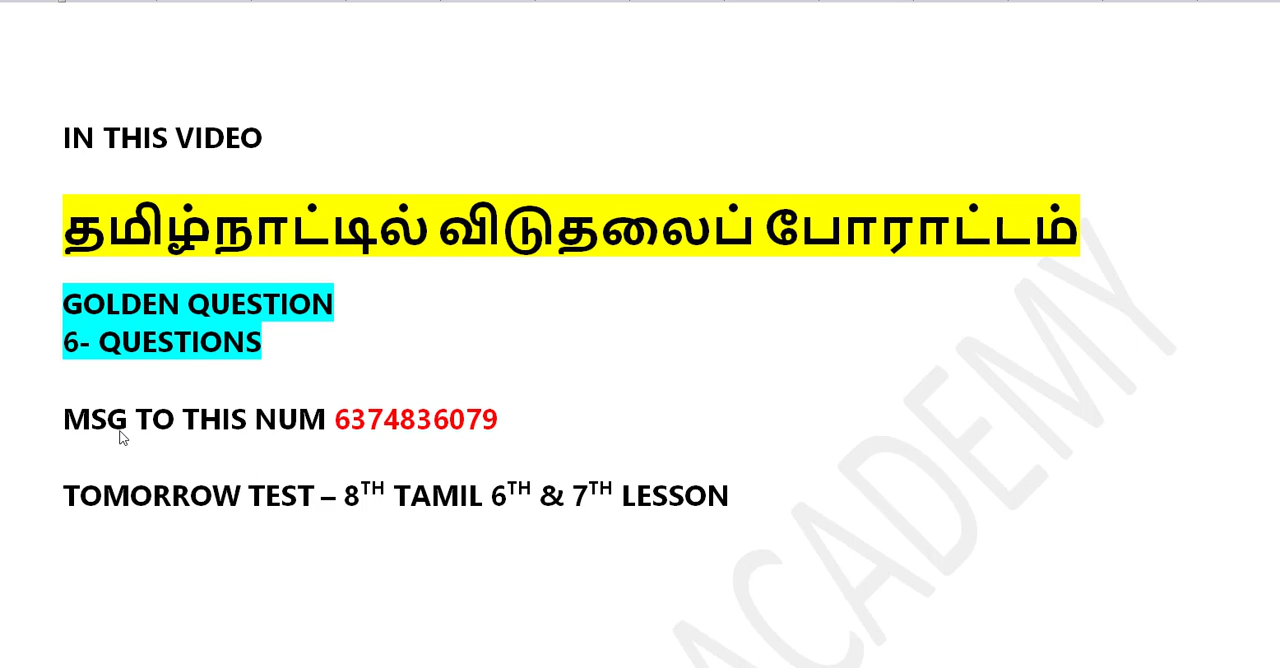 IN THIS VIDEO
தமிழ்நாட்டில் விடுதலைப் போராட்டம்
GOLDEN QUESTION
6- QUESTIONS
MSG TO THIS NUM 6374836079
TOMORROW TEST – 8TH TAMIL 6TH & 7TH LESSON
ACADEMY